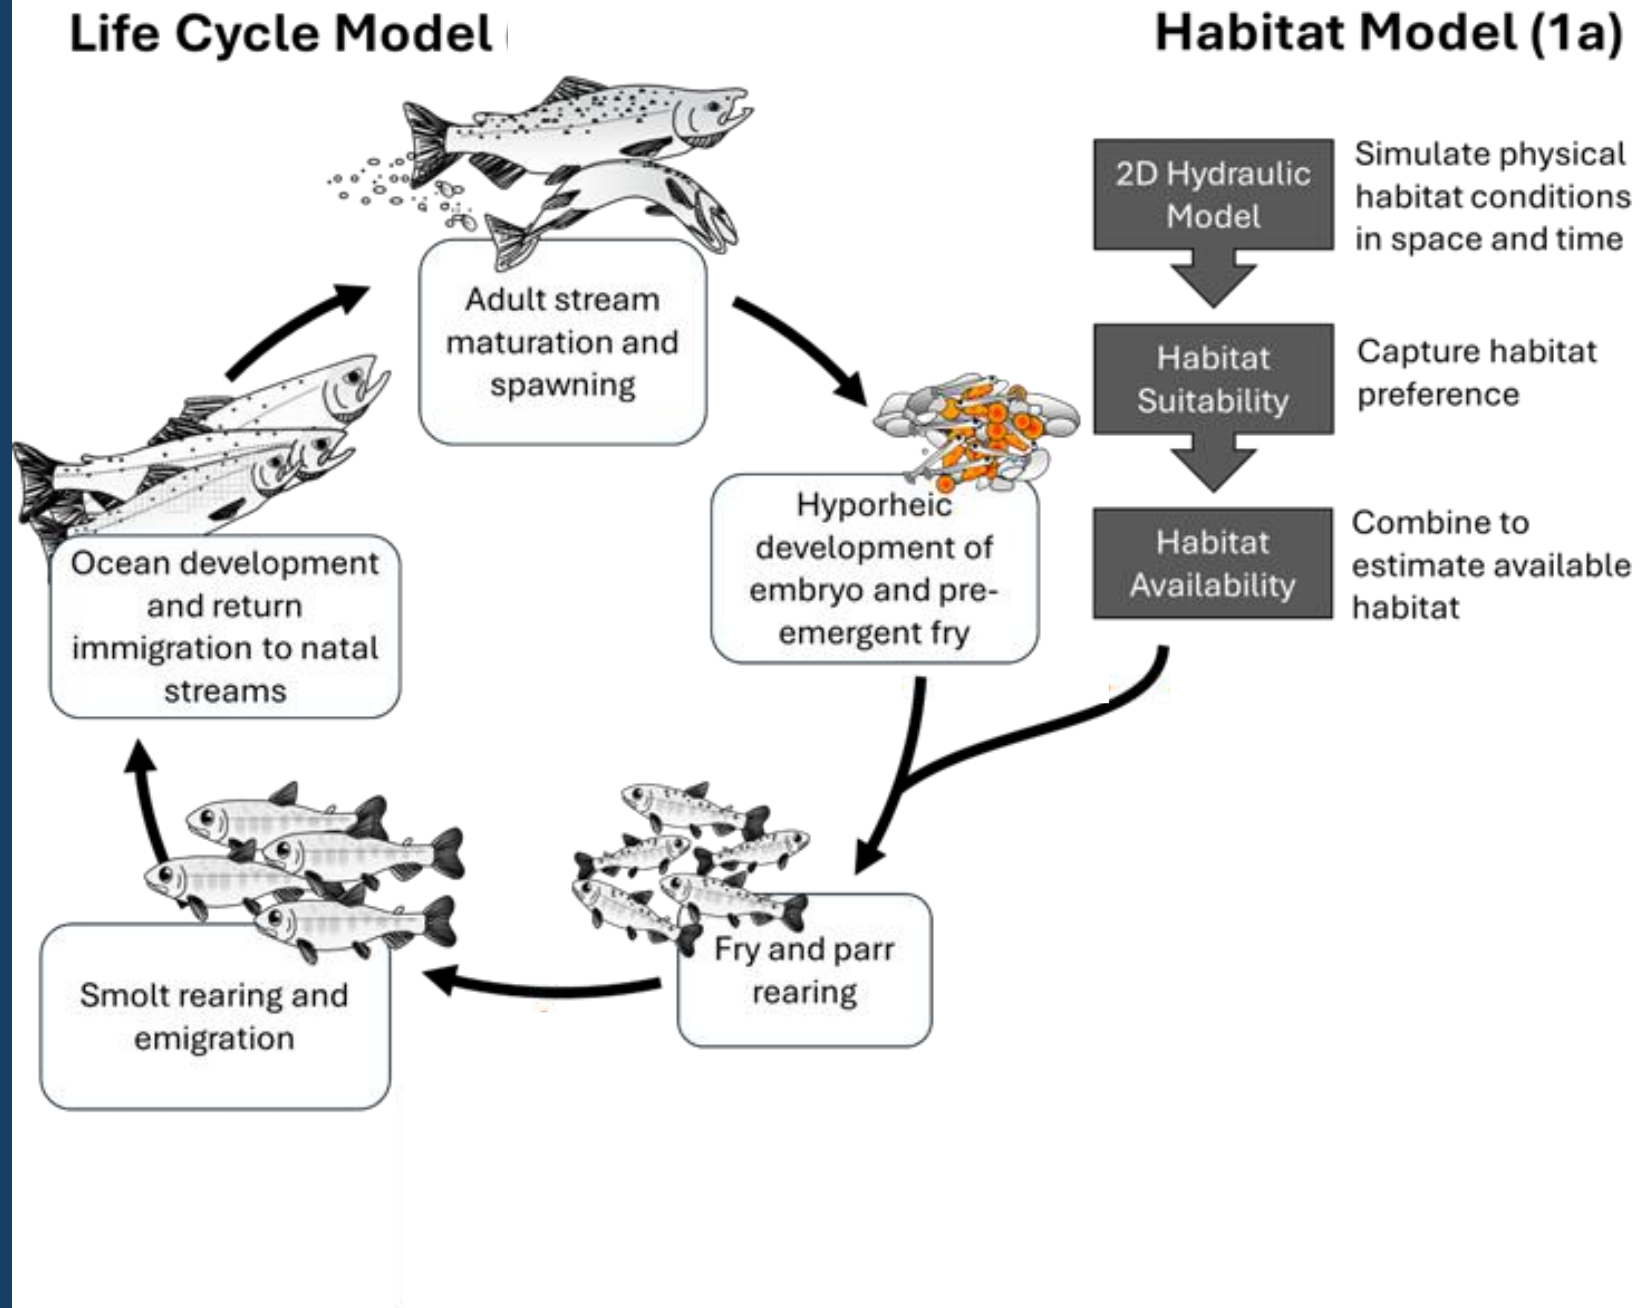 Life Cycle Model
Habitat Model (1a)
Adult stream
maturation and
spawning
Hyporheic
development of
embryo and pre-
emergent fry
Fry and parr
rearing
Smolt rearing and
emigration
Ocean development
and return
immigration to natal
streams
2D Hydraulic
Model
Simulate physical
habitat conditions
in space and time
Habitat
Suitability
Capture habitat
preference
Habitat
Availability
Combine to
estimate available
habitat